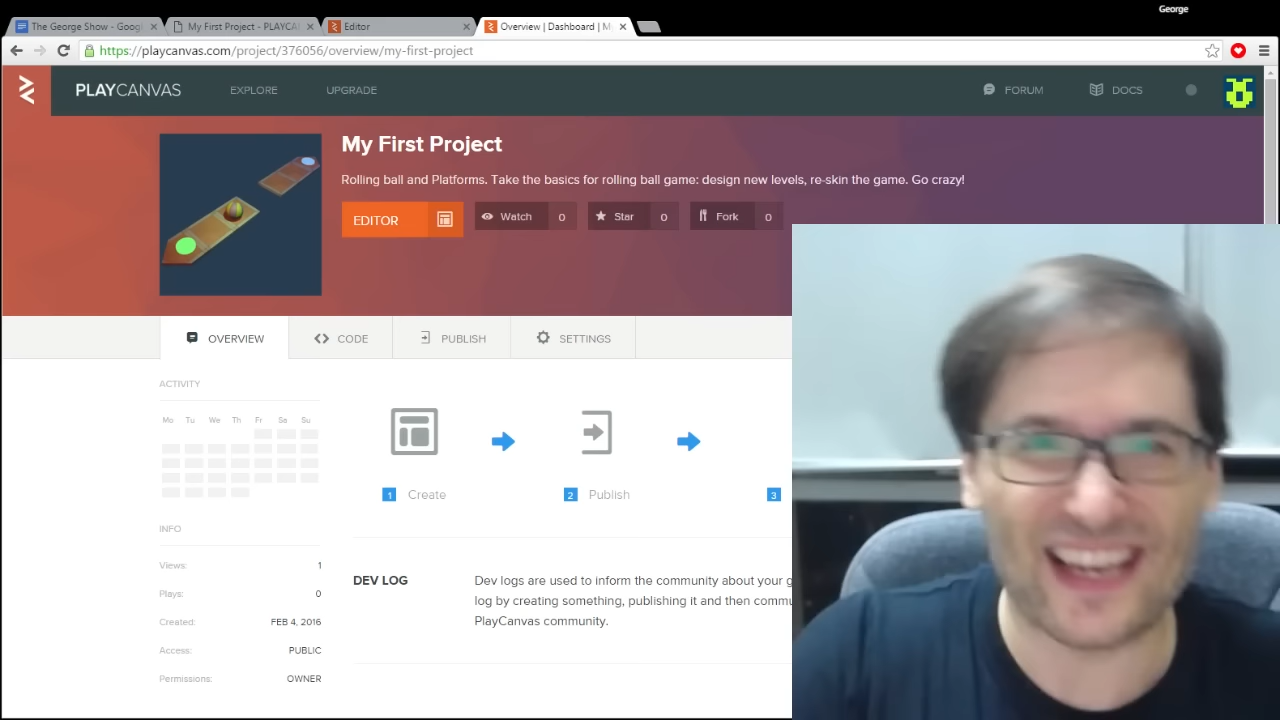 George
The George Show - Googl
My First Project - PLAYCA
Editor
Overview | Dashboard | M
https://playcanvas.com/project/376056/overview/my-first-project
PLAYCANVAS
EXPLORE
UPGRADE
FORUM
DOCS
My First Project
Rolling ball and Platforms. Take the basics for rolling ball game: design new levels, re-skin the game. Go crazy!
EDITOR
Watch 0
Star 0
Fork 0
OVERVIEW
CODE
PUBLISH
SETTINGS
ACTIVITY
Mo Tu We Th Fr Sa Su
1 Create
2 Publish
3
INFO
Views: 1
Plays: 0
Created: FEB 4, 2016
Access: PUBLIC
Permissions: OWNER
DEV LOG
Dev logs are used to inform the community about your g
log by creating something, publishing it and then commu
PlayCanvas community.